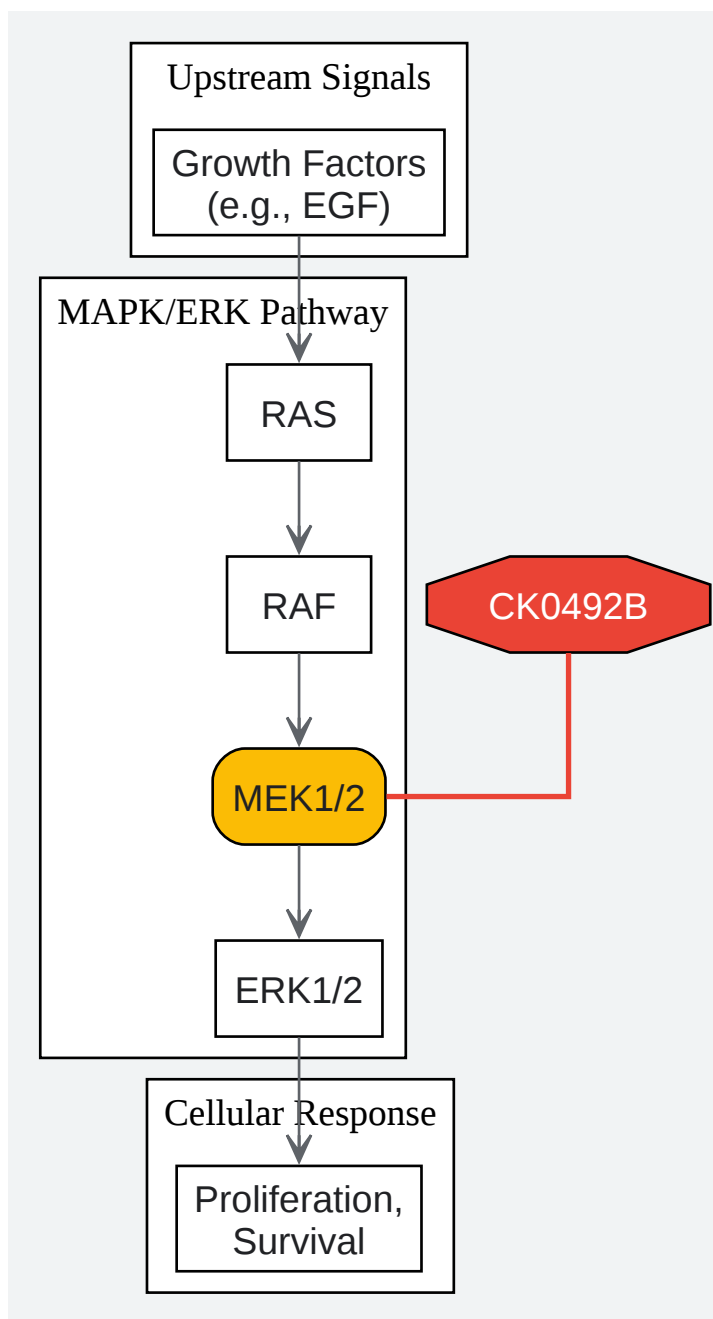 Upstream Signals
Growth Factors
(e.g., EGF)
MAPK/ERK Pathway
RAS
RAF
CK0492B
MEK1/2
ERK1/2
Cellular Response
Proliferation,
Survival